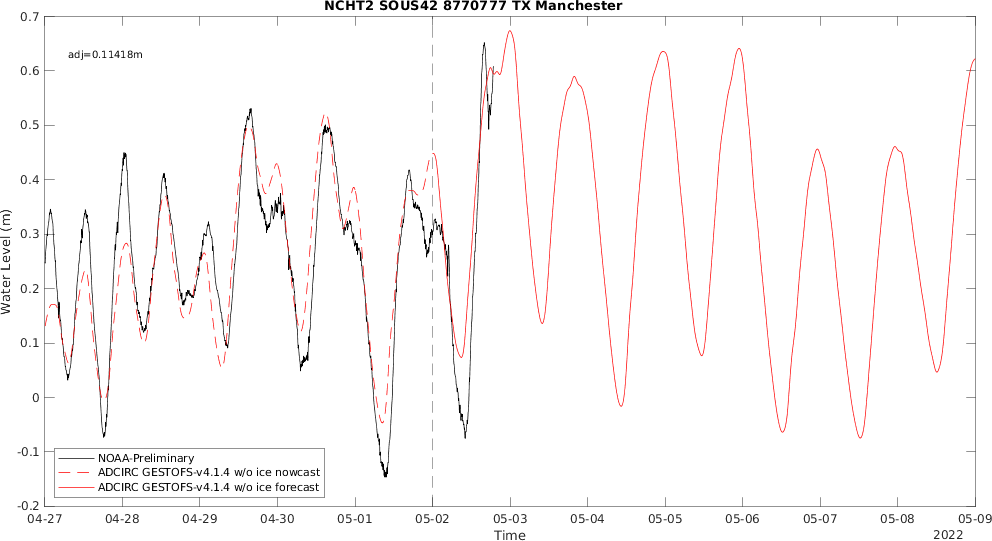 NCHT2 SOUS42 8770777 TX Manchester
adj=0.11418m
0.7
0.6
0.5
0.4
0.3
0.2
0.1
0
-0.1
-0.2
Water Level (m)
NOAA-Preliminary
ADCIRC GESTOFS-v4.1.4 w/o ice nowcast
ADCIRC GESTOFS-v4.1.4 w/o ice forecast
04-27 04-28 04-29 04-30 05-01 05-02 05-03 05-04 05-05 05-06 05-07 05-08 05-09
Time
2022